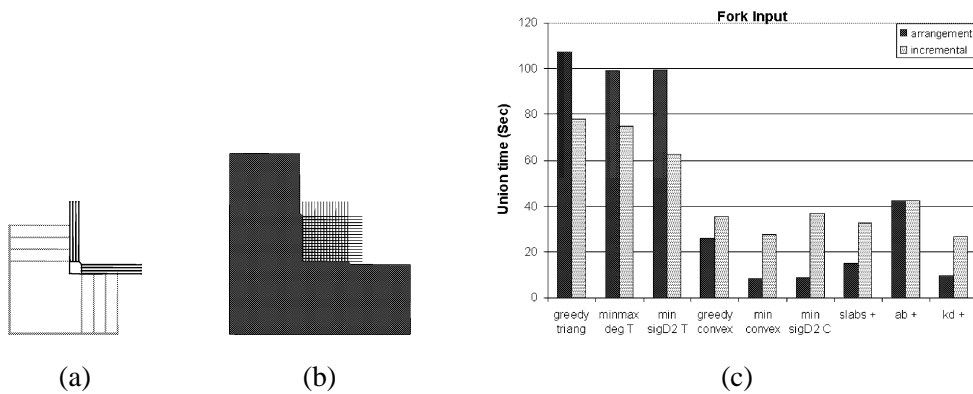 Fork Input
arrangement
incremental
Union time (Sec)
120
100
80
60
40
20
0
greedy triang
minmax deg T
min sigD2 T
greedy convex
min convex
min sigD2 C
slabs +
ab +
kd +
(a)
(b)
(c)